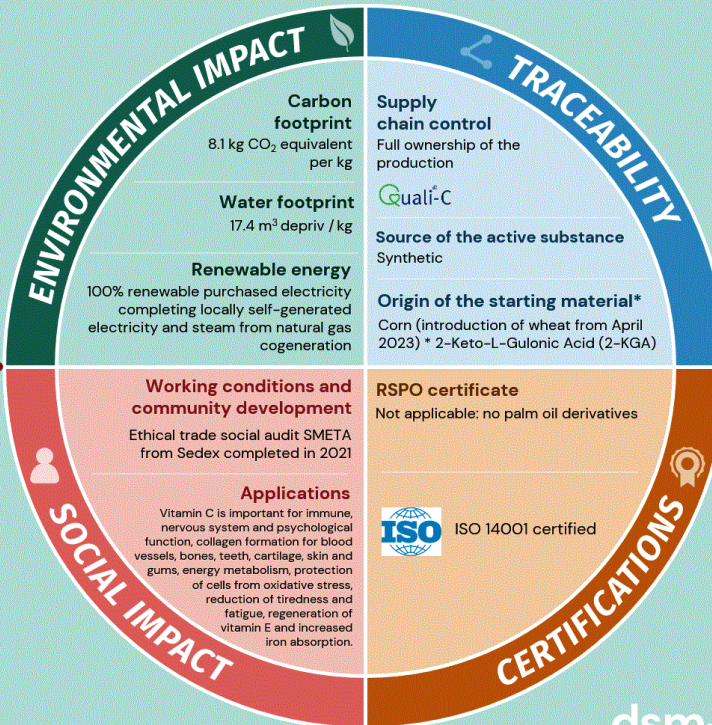 ENVIRONMENTAL IMPACT
Carbon
footprint
8.1 kg CO₂ equivalent
per kg
Water footprint
17.4 m³ depriv / kg
Renewable energy
100% renewable purchased electricity
completing locally self-generated
electricity and steam from natural gas
cogeneration
TRACEABILITY
Supply
chain control
Full ownership of the
production
Quali®-C
Source of the active substance
Synthetic
Origin of the starting material*
Corn (introduction of wheat from April
2023) * 2-Keto-L-Gulonic Acid (2-KGA)
SOCIAL IMPACT
Working conditions and
community development
Ethical trade social audit SMETA
from Sedex completed in 2021
Applications
Vitamin C is important for immune,
nervous system and psychological
function, collagen formation for blood
vessels, bones, teeth, cartilage, skin and
gums, energy metabolism, protection
of cells from oxidative stress,
reduction of tiredness and
fatigue, regeneration of
vitamin E and increased
iron absorption.
CERTIFICATIONS
RSPO certificate
Not applicable: no palm oil derivatives
ISO
ISO 14001 certified
dsm